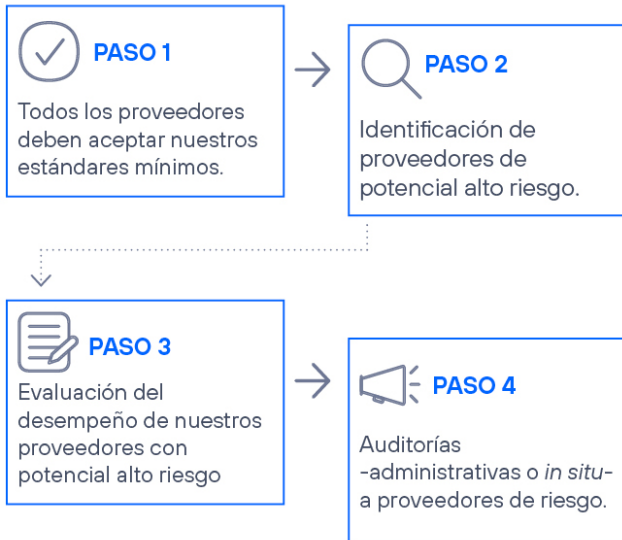 PASO 1
Todos los proveedores
deben aceptar nuestros
estándares mínimos.
PASO 2
Identificación de
proveedores de
potencial alto riesgo.
PASO 3
Evaluación del
desempeño de nuestros
proveedores con
potencial alto riesgo
PASO 4
Auditorías
-administrativas o in situ-
a proveedores de riesgo.